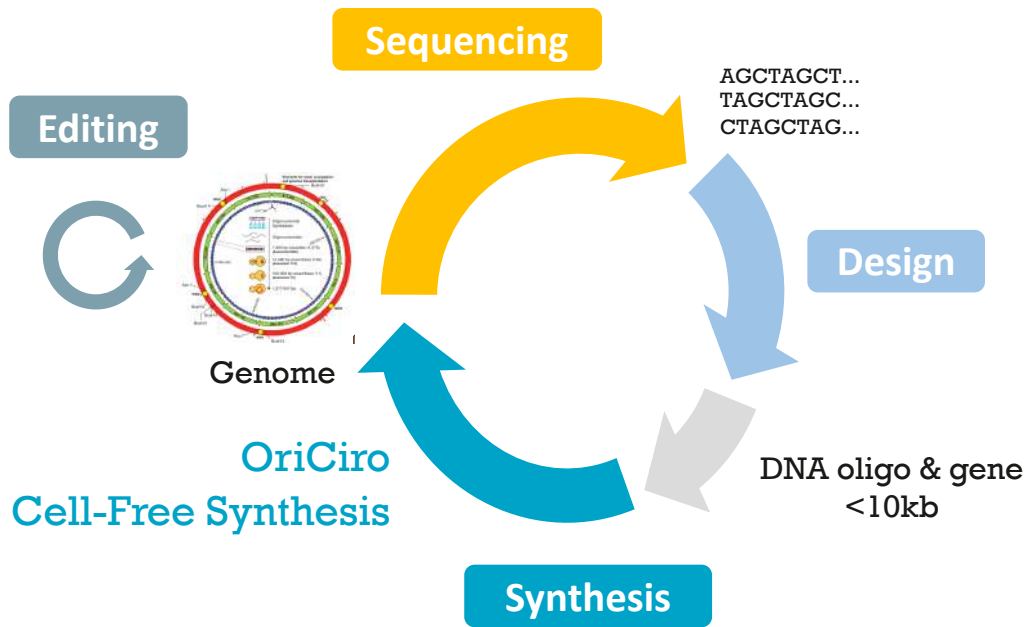 Sequencing
AGCTAGCT...
TAGCTAGC...
CTAGCTAG...
Editing
Design
Genome
OriCiro
Cell-Free Synthesis
DNA oligo & gene
<10kb
Synthesis